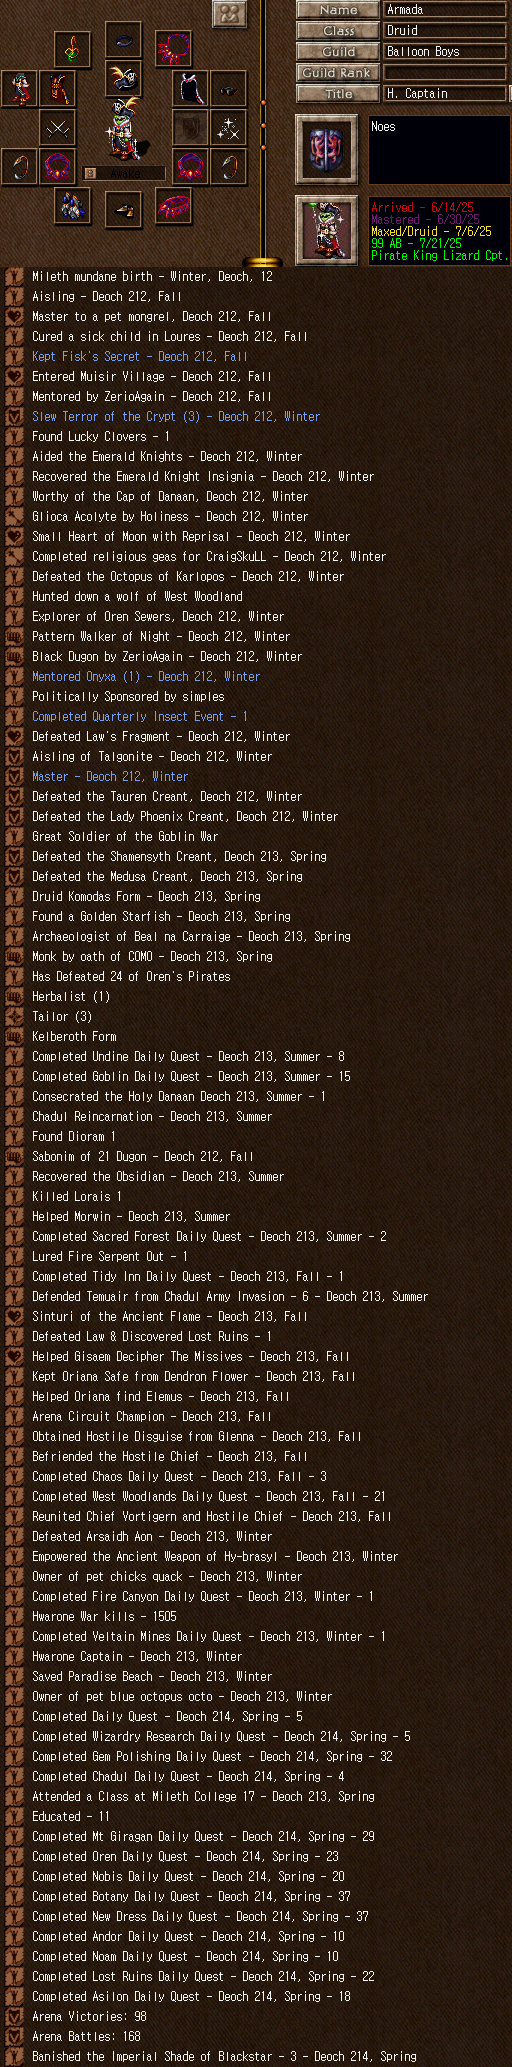 Name
Armada
Class
Druid
Guild
Balloon Boys
Guild Rank
Title
H. Captain
Awake
Noes
Arrived - 6/14/25
Mastered - 6/30/25
Maxed/Druid - 7/6/25
99 AB - 7/21/25
Pirate King Lizard Cpt.
Mileth mundane birth - Winter, Deoch, 12
Aisling - Deoch 212, Fall
Master to a pet mongrel, Deoch 212, Fall
Cured a sick child in Loures - Deoch 212, Fall
Kept Fisk's Secret - Deoch 212, Fall
Entered Muisir Village - Deoch 212, Fall
Mentored by ZerioAgain - Deoch 212, Fall
Slew Terror of the Crypt (3) - Deoch 212, Winter
Found Lucky Clovers - 1
Aided the Emerald Knights - Deoch 212, Winter
Recovered the Emerald Knight Insignia - Deoch 212, Winter
Worthy of the Cap of Danaan, Deoch 212, Winter
Glioca Acolyte by Holiness - Deoch 212, Winter
Small Heart of Moon with Reprisal - Deoch 212, Winter
Completed religious geas for CraigSkuLL - Deoch 212, Winter
Defeated the Octopus of Karlopos - Deoch 212, Winter
Hunted down a wolf of West Woodland
Explorer of Oren Sewers, Deoch 212, Winter
Pattern Walker of Night - Deoch 212, Winter
Black Dugon by ZerioAgain - Deoch 212, Winter
Mentored Onyxa (1) - Deoch 212, Winter
Politically Sponsored by simples
Completed Quarterly Insect Event - 1
Defeated Law's Fragment - Deoch 212, Winter
Aisling of Talgonite - Deoch 212, Winter
Master - Deoch 212, Winter
Defeated the Tauren Creant, Deoch 212, Winter
Defeated the Lady Phoenix Creant, Deoch 212, Winter
Great Soldier of the Goblin War
Defeated the Shamensyth Creant, Deoch 213, Spring
Defeated the Medusa Creant, Deoch 213, Spring
Druid Komodas Form - Deoch 213, Spring
Found a Golden Starfish - Deoch 213, Spring
Archaeologist of Beal na Carraige - Deoch 213, Spring
Monk by oath of COMO - Deoch 213, Spring
Has Defeated 24 of Oren's Pirates
Herbalist (1)
Tailor (3)
Kelberoth Form
Completed Undine Daily Quest - Deoch 213, Summer - 8
Completed Goblin Daily Quest - Deoch 213, Summer - 15
Consecrated the Holy Danaan Deoch 213, Summer - 1
Chadul Reincarnation - Deoch 213, Summer
Found Dioram 1
Sabonim of 21 Dugon - Deoch 212, Fall
Recovered the Obsidian - Deoch 213, Summer
Killed Lorais 1
Helped Morwin - Deoch 213, Summer
Completed Sacred Forest Daily Quest - Deoch 213, Summer - 2
Lured Fire Serpent Out - 1
Completed Tidy Inn Daily Quest - Deoch 213, Fall - 1
Defended Temuair from Chadul Army Invasion - 6 - Deoch 213, Summer
Sinturi of the Ancient Flame - Deoch 213, Fall
Defeated Law & Discovered Lost Ruins - 1
Helped Gisaem Decipher The Missives - Deoch 213, Fall
Kept Oriana Safe from Dendron Flower - Deoch 213, Fall
Helped Oriana find Elemus - Deoch 213, Fall
Arena Circuit Champion - Deoch 213, Fall
Obtained Hostile Disguise from Glenna - Deoch 213, Fall
Befriended the Hostile Chief - Deoch 213, Fall
Completed Chaos Daily Quest - Deoch 213, Fall - 3
Completed West Woodlands Daily Quest - Deoch 213, Fall - 21
Reunited Chief Vortigern and Hostile Chief - Deoch 213, Fall
Defeated Arsaidh Aon - Deoch 213, Winter
Empowered the Ancient Weapon of Hy-brasyl - Deoch 213, Winter
Owner of pet chicks quack - Deoch 213, Winter
Completed Fire Canyon Daily Quest - Deoch 213, Winter - 1
Hwarone War kills - 1505
Completed Veltain Mines Daily Quest - Deoch 213, Winter - 1
Hwarone Captain - Deoch 213, Winter
Saved Paradise Beach - Deoch 213, Winter
Owner of pet blue octopus octo - Deoch 213, Winter
Completed Daily Quest - Deoch 214, Spring - 5
Completed Wizardry Research Daily Quest - Deoch 214, Spring - 5
Completed Gem Polishing Daily Quest - Deoch 214, Spring - 32
Completed Chadul Daily Quest - Deoch 214, Spring - 4
Attended a Class at Mileth College 17 - Deoch 213, Spring
Educated - 11
Completed Mt Giragan Daily Quest - Deoch 214, Spring - 29
Completed Oren Daily Quest - Deoch 214, Spring - 23
Completed Nobis Daily Quest - Deoch 214, Spring - 20
Completed Botany Daily Quest - Deoch 214, Spring - 37
Completed New Dress Daily Quest - Deoch 214, Spring - 37
Completed Andor Daily Quest - Deoch 214, Spring - 10
Completed Noam Daily Quest - Deoch 214, Spring - 10
Completed Lost Ruins Daily Quest - Deoch 214, Spring - 22
Completed Asilon Daily Quest - Deoch 214, Spring - 18
Arena Victories: 98
Arena Battles: 168
Banished the Imperial Shade of Blackstar - 3 - Deoch 214, Spring